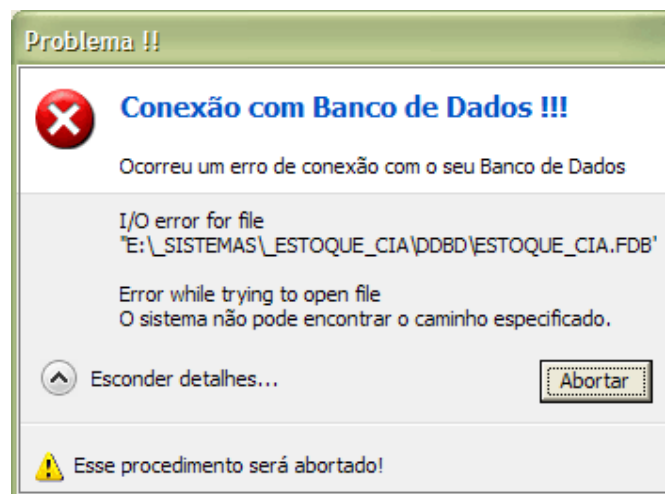 Problema !!
Conexão com Banco de Dados !!!
Ocorreu um erro de conexão com o seu Banco de Dados
I/O error for file
"E:\_SISTEMAS\_ESTOQUE_CIA\DDBD\ESTOQUE_CIA.FDB"
Error while trying to open file
O sistema não pode encontrar o caminho especificado.
Esconder detalhes...
Abortar
Esse procedimento será abortado!